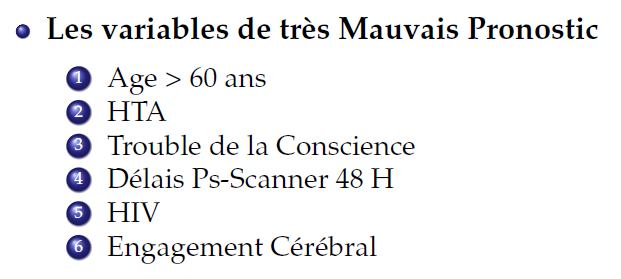 Les variables de très Mauvais Pronostic
1 Age > 60 ans
2 HTA
3 Trouble de la Conscience
4 Délais Ps-Scanner 48 H
5 HIV
6 Engagement Cérébral